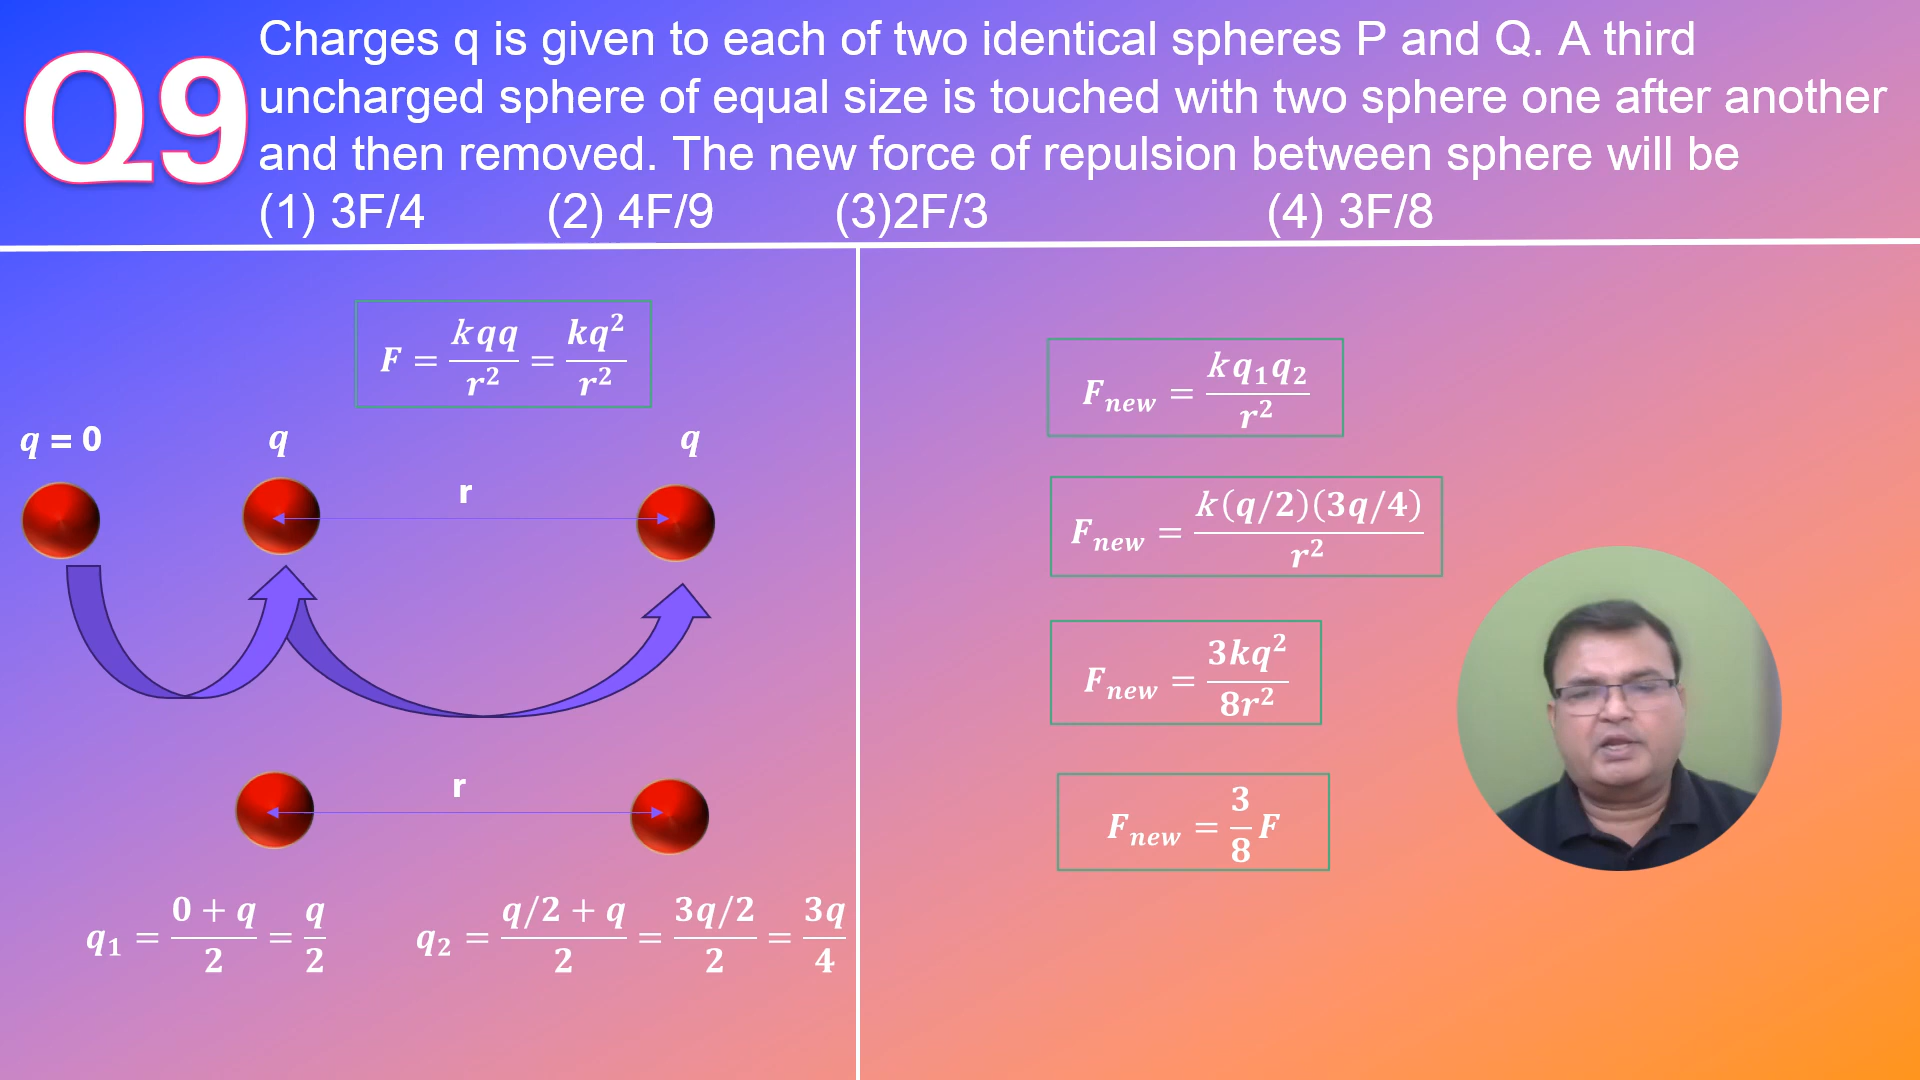 Q9
Charges q is given to each of two identical spheres P and Q. A third
uncharged sphere of equal size is touched with two sphere one after another
and then removed. The new force of repulsion between sphere will be
(1) 3F/4 (2) 4F/9 (3)2F/3 (4) 3F/8
F = kqq/r² = kq²/r²
q = 0 q q
r
r
q₁ = (0 + q)/2 = q/2 q₂ = (q/2 + q)/2 = (3q/2)/2 = 3q/4
Fnew = kq₁q₂/r²
Fnew = k(q/2)(3q/4)/r²
Fnew = 3kq²/8r²
Fnew = 3/8 F